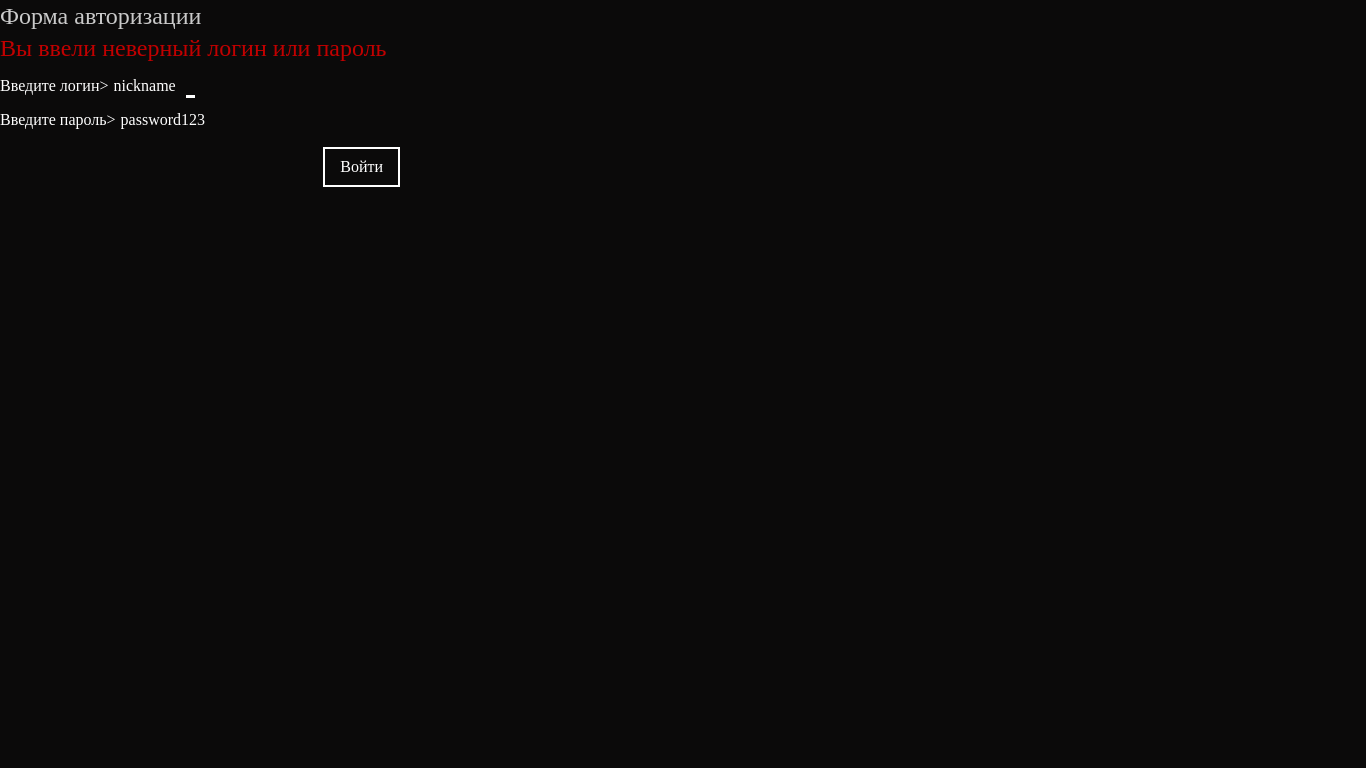 Форма авторизации
Вы ввели неверный логин или пароль
Введите логин> nickname _
Введите пароль> password123
Войти